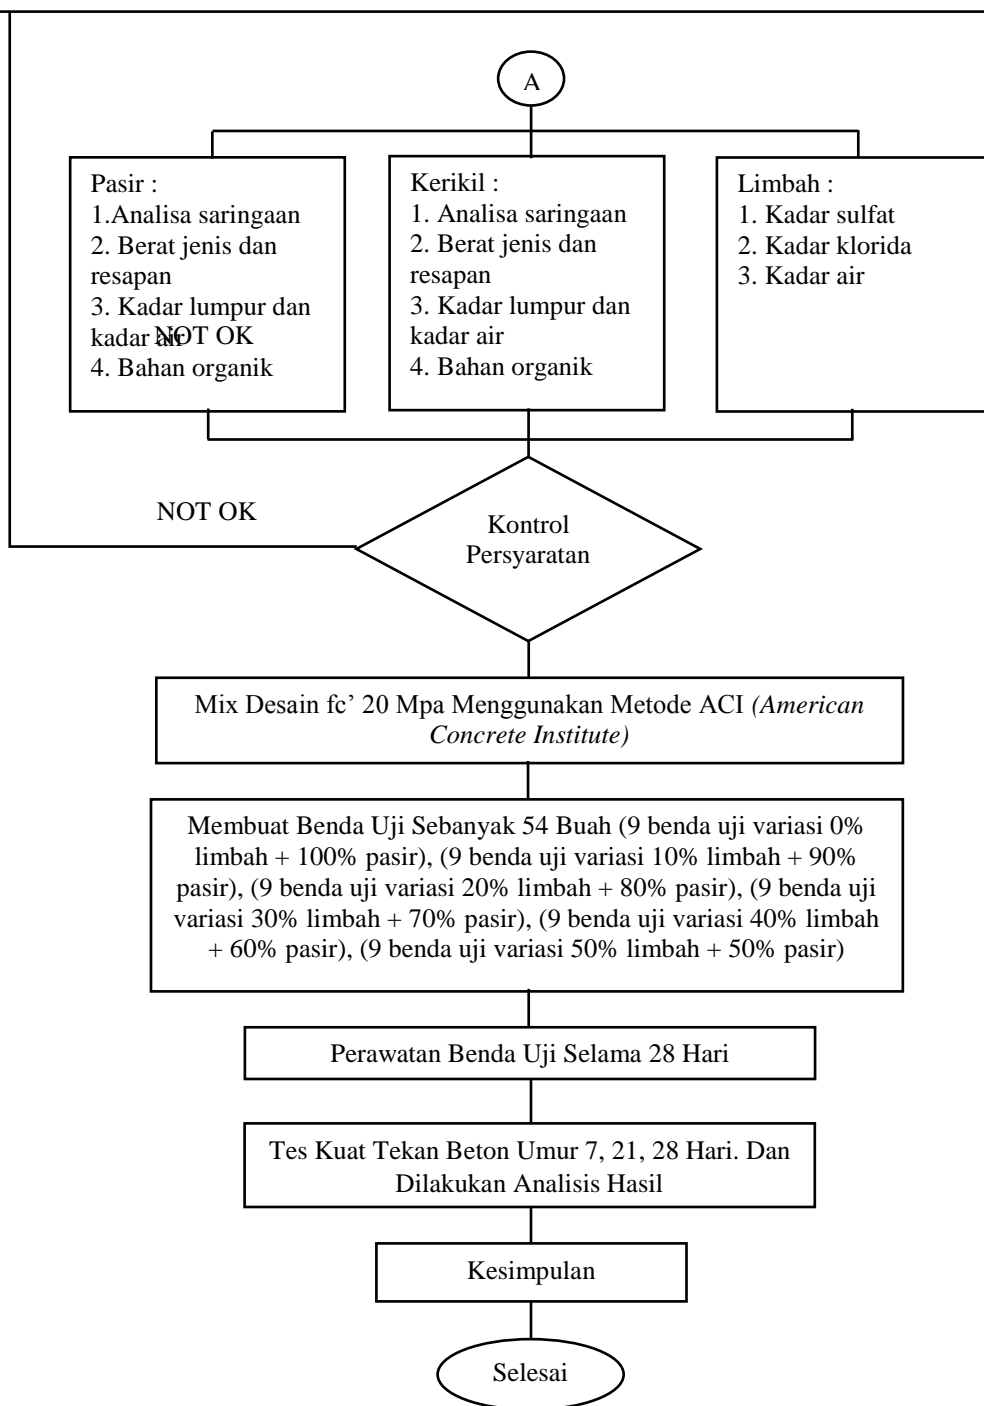 A
Pasir :
1.Analisa saringaan
2. Berat jenis dan
resapan
3. Kadar lumpur dan
kadar air
NOT OK
4. Bahan organik
Kerikil :
1. Analisa saringaan
2. Berat jenis dan
resapan
3. Kadar lumpur dan
kadar air
4. Bahan organik
Limbah :
1. Kadar sulfat
2. Kadar klorida
3. Kadar air
NOT OK
Kontrol
Persyaratan
Mix Desain fc’ 20 Mpa Menggunakan Metode ACI (American
Concrete Institute)
Membuat Benda Uji Sebanyak 54 Buah (9 benda uji variasi 0%
limbah + 100% pasir), (9 benda uji variasi 10% limbah + 90%
pasir), (9 benda uji variasi 20% limbah + 80% pasir), (9 benda uji
variasi 30% limbah + 70% pasir), (9 benda uji variasi 40% limbah
+ 60% pasir), (9 benda uji variasi 50% limbah + 50% pasir)
Perawatan Benda Uji Selama 28 Hari
Tes Kuat Tekan Beton Umur 7, 21, 28 Hari. Dan
Dilakukan Analisis Hasil
Kesimpulan
Selesai